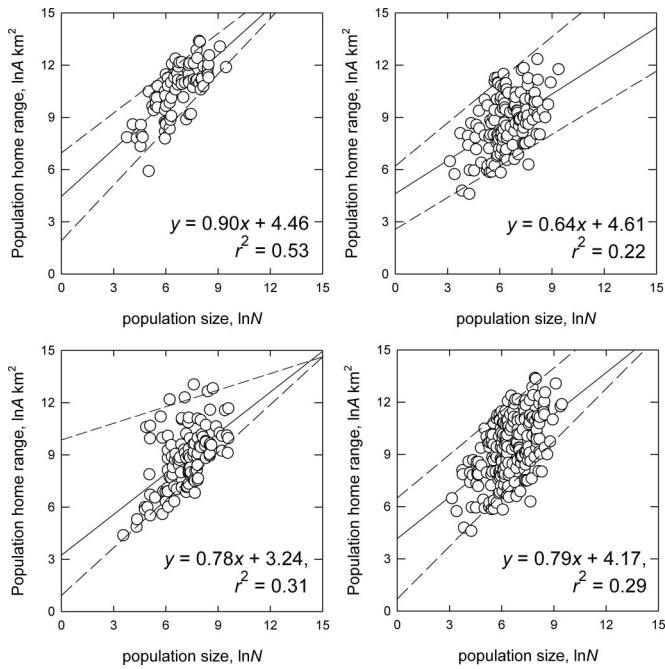 15
12
9
6
3
0
Population home range, lnA km²
y = 0.90x + 4.46
r² = 0.53
0 3 6 9 12 15
population size, lnN
15
12
9
6
3
0
Population home range, lnA km²
y = 0.64x + 4.61
r² = 0.22
0 3 6 9 12 15
population size, lnN
15
12
9
6
3
0
Population home range, lnA km²
y = 0.78x + 3.24,
r² = 0.31
0 3 6 9 12 15
population size, lnN
15
12
9
6
3
0
Population home range, lnA km²
y = 0.79x + 4.17,
r² = 0.29
0 3 6 9 12 15
population size, lnN